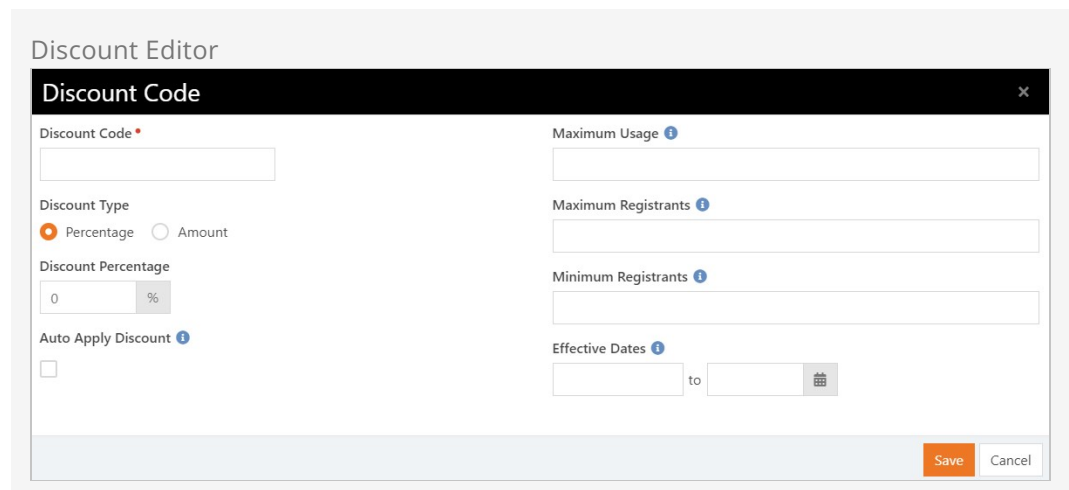 Discount Editor
Discount Code ×
Discount Code
Discount Type
Percentage Amount
Discount Percentage
0 %
Auto Apply Discount
Maximum Usage
Maximum Registrants
Minimum Registrants
Effective Dates
to
Save Cancel